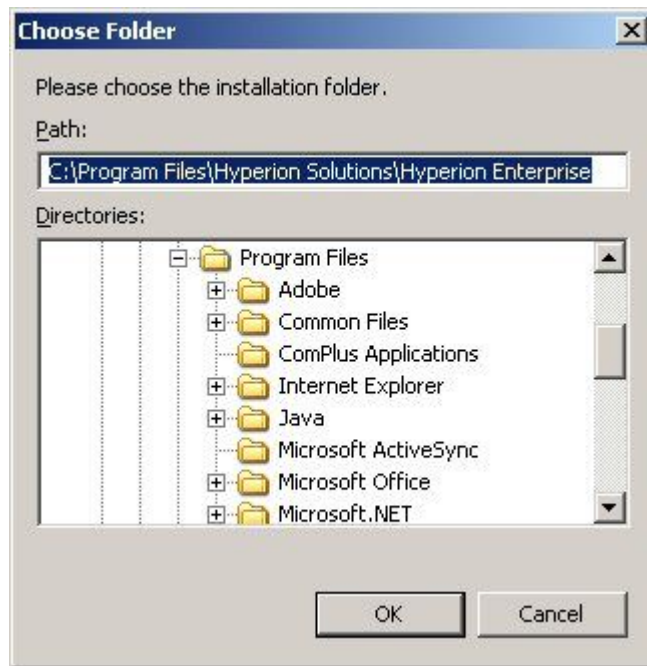 Choose Folder
Please choose the installation folder.
Path:
C:\Program Files\Hyperion Solutions\Hyperion Enterprise
Directories:
Program Files
Adobe
Common Files
ComPlus Applications
Internet Explorer
Java
Microsoft ActiveSync
Microsoft Office
Microsoft.NET
OK Cancel